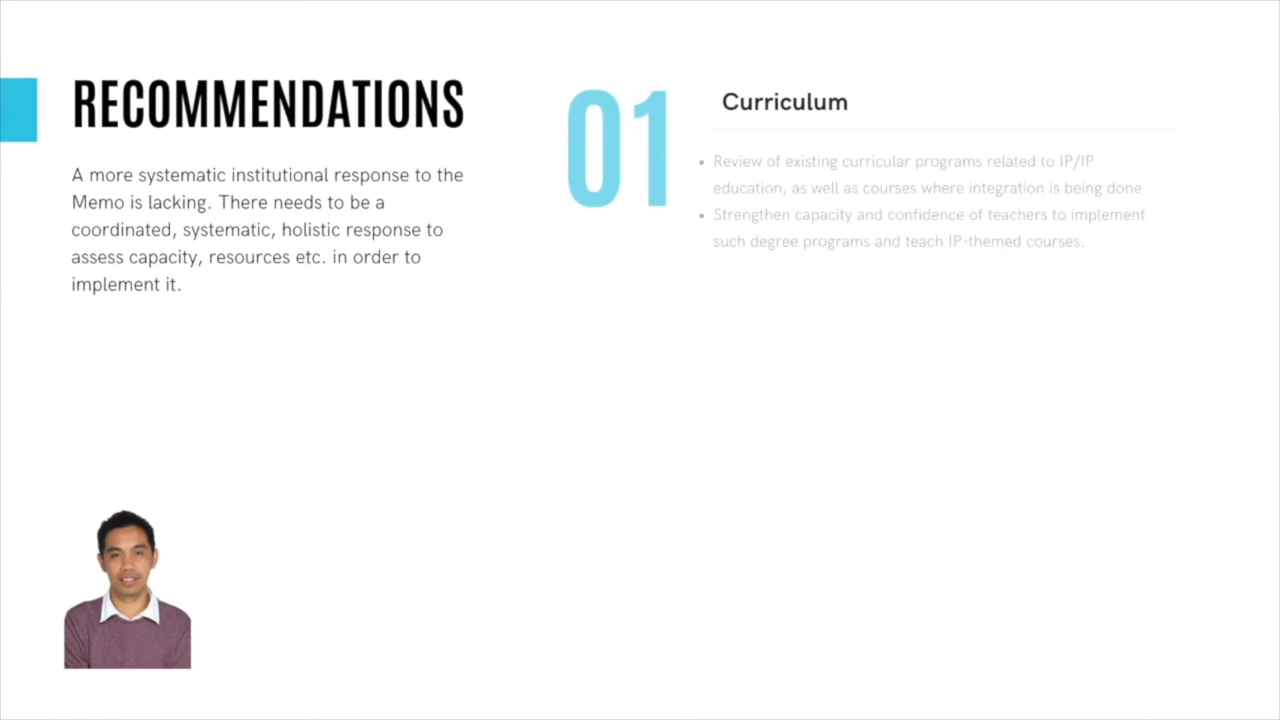 RECOMMENDATIONS
A more systematic institutional response to the
Memo is lacking. There needs to be a
coordinated, systematic, holistic response to
assess capacity, resources etc. in order to
implement it.
01
Curriculum
• Review of existing curricular programs related to IP/IP
education, as well as courses where integration is being done
• Strengthen capacity and confidence of teachers to implement
such degree programs and teach IP-themed courses.